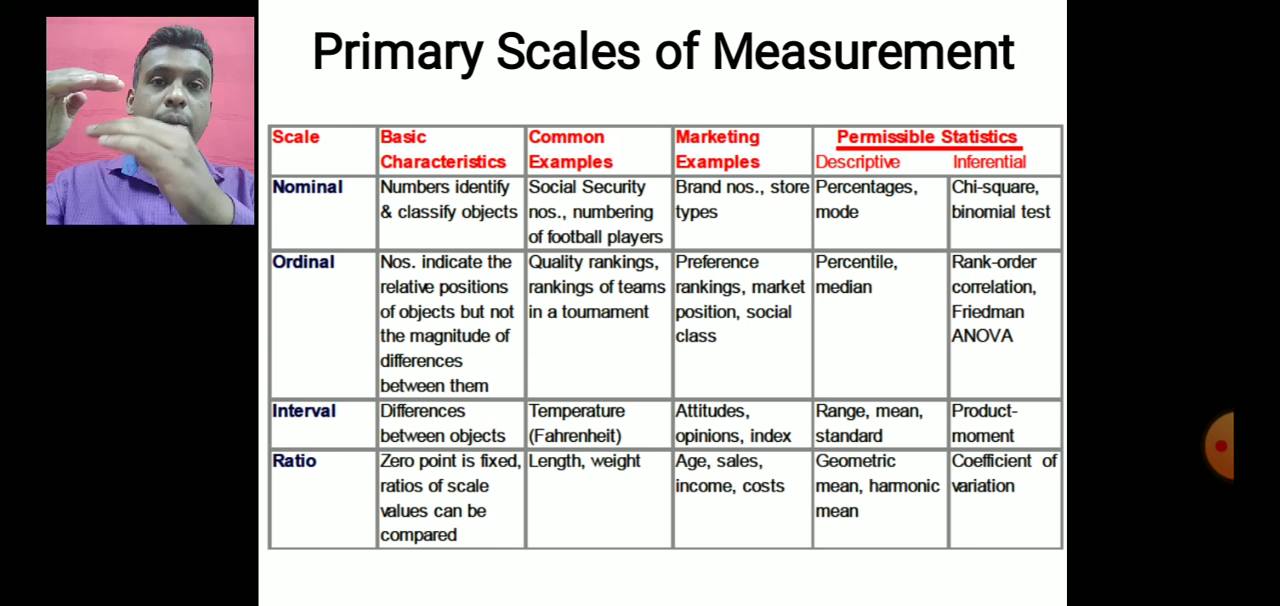 Primary Scales of Measurement
Scale
Basic
Characteristics
Common
Examples
Marketing
Examples
Permissible Statistics
Descriptive
Inferential
Nominal
Numbers identify
& classify objects
Social Security
nos., numbering
of football players
Brand nos., store
types
Percentages,
mode
Chi-square,
binomial test
Ordinal
Nos. indicate the
relative positions
of objects but not
the magnitude of
differences
between them
Quality rankings,
rankings of teams
in a tournament
Preference
rankings, market
position, social
class
Percentile,
median
Rank-order
correlation,
Friedman
ANOVA
Interval
Differences
between objects
Temperature
(Fahrenheit)
Attitudes,
opinions, index
Range, mean,
standard
Product-
moment
Ratio
Zero point is fixed,
ratios of scale
values can be
compared
Length, weight
Age, sales,
income, costs
Geometric
mean, harmonic
mean
Coefficient of
variation